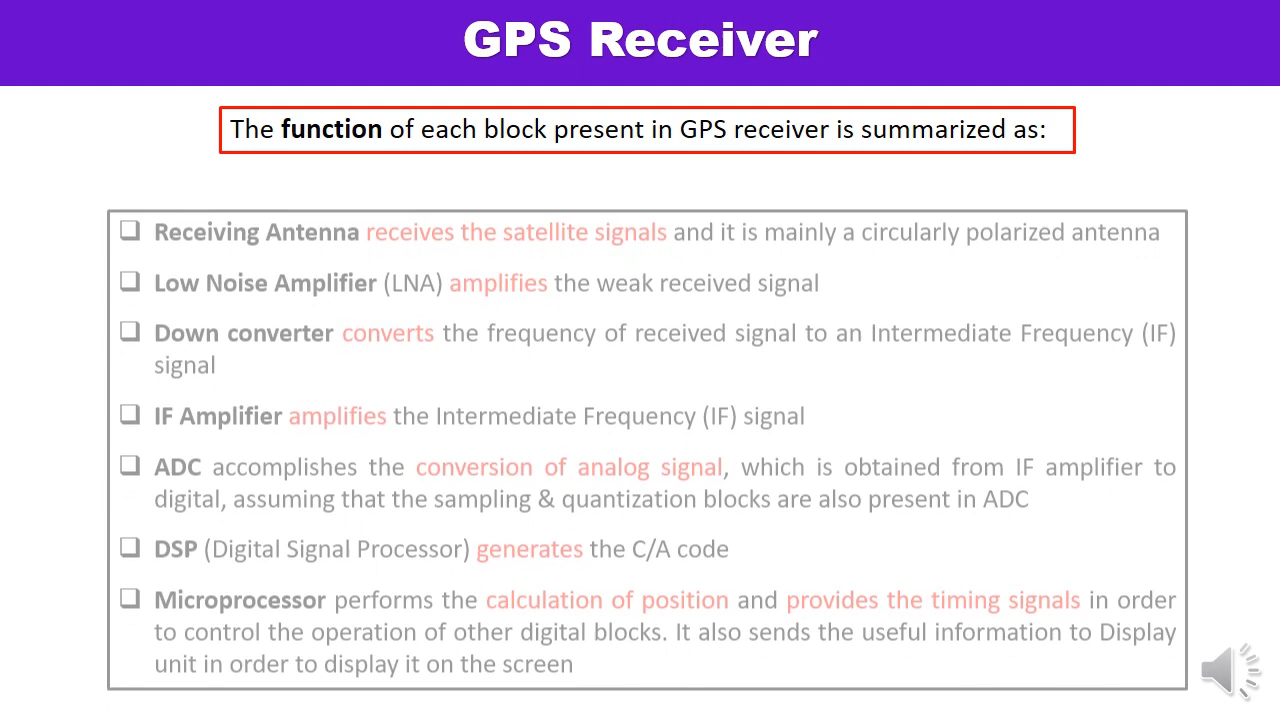 GPS Receiver
The function of each block present in GPS receiver is summarized as:
❑ Receiving Antenna receives the satellite signals and it is mainly a circularly polarized antenna
❑ Low Noise Amplifier (LNA) amplifies the weak received signal
❑ Down converter converts the frequency of received signal to an Intermediate Frequency (IF)
signal
❑ IF Amplifier amplifies the Intermediate Frequency (IF) signal
❑ ADC accomplishes the conversion of analog signal, which is obtained from IF amplifier to
digital, assuming that the sampling & quantization blocks are also present in ADC
❑ DSP (Digital Signal Processor) generates the C/A code
❑ Microprocessor performs the calculation of position and provides the timing signals in order
to control the operation of other digital blocks. It also sends the useful information to Display
unit in order to display it on the screen